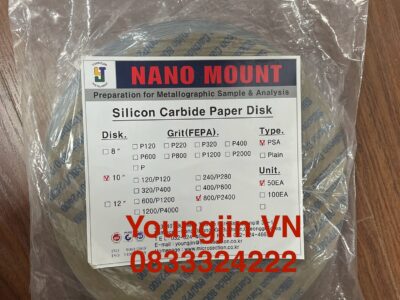 NANO MOUNT
Preparation for Metallographic Sample & Analysis
Silicon Carbide Paper Disk
Disk. Grit(FEPA). Type.
8" P120 P220 P320 P400 PSA
P600 P800 P1200 P2000 Plain
P
10" 120/P120 240/P280 Unit.
320/P400 400/P800 50EA
12" 600/P1200 800/P2400 100EA
1200/P4000
Youngjin VN
0833324222